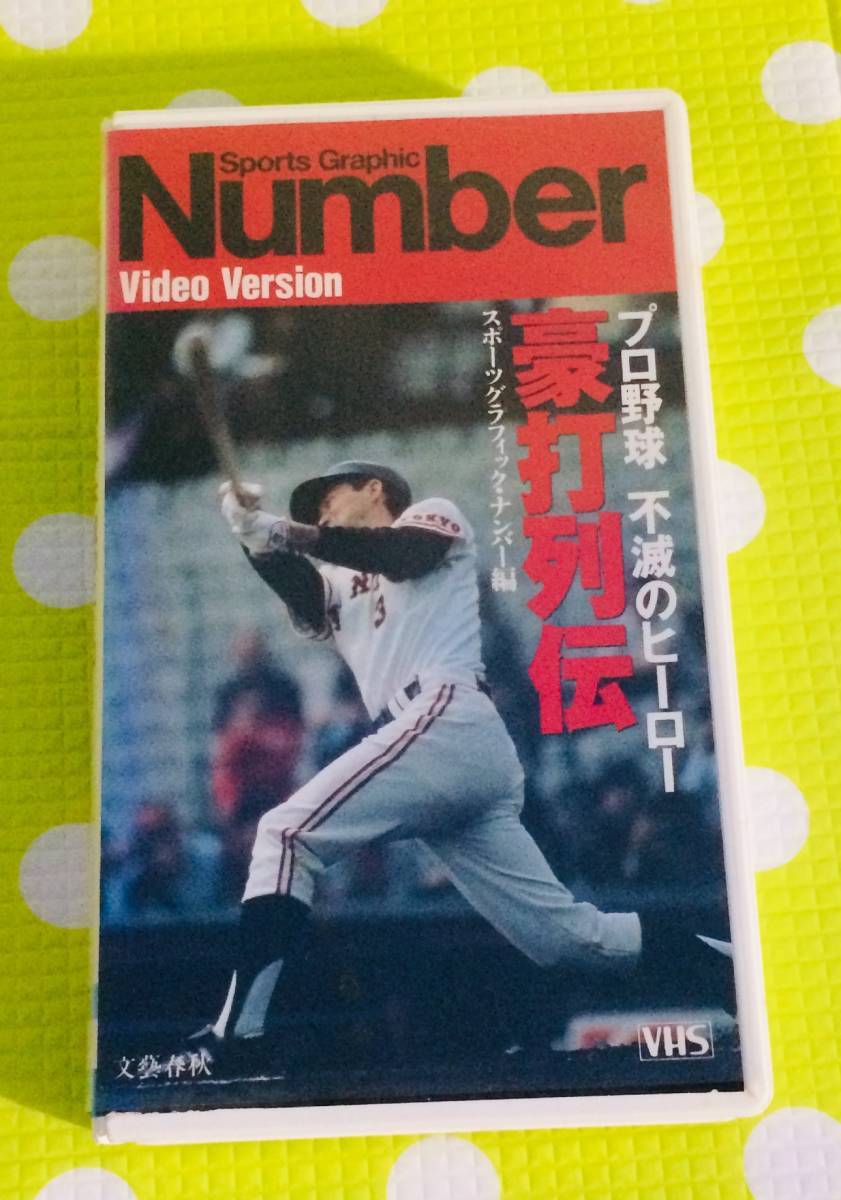 Sports Graphic
Number
Video Version
プロ野球 不滅のヒーロー
豪打列伝
スポーツグラフィック・ナンバー編
TOKYO
3
文藝春秋
VHS